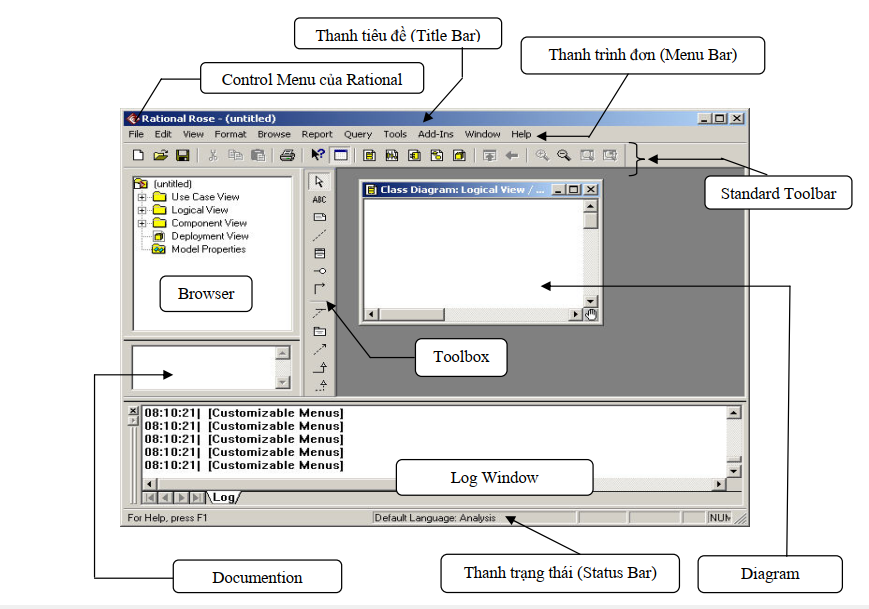 Thanh tiêu đề (Title Bar)
Thanh trình đơn (Menu Bar)
Control Menu của Rational
Rational Rose - (untitled)
File Edit View Format Browse Report Query Tools Add-Ins Window Help
Standard Toolbar
(untitled)
Use Case View
Logical View
Component View
Deployment View
Model Properties
ABC
Class Diagram: Logical View / ...
Browser
Toolbox
08:10:21| [Customizable Menus]
08:10:21| [Customizable Menus]
08:10:21| [Customizable Menus]
08:10:21| [Customizable Menus]
08:10:21| [Customizable Menus]
Log Window
Log
For Help, press F1
Default Language: Analysis
NUM
Documention
Thanh trạng thái (Status Bar)
Diagram